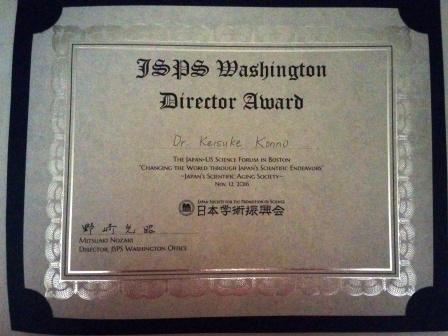 JSPS Washington
Director Award
Dr. Keisuke Konno
The Japan-US Science Forum in Boston
"Changing the World through Japan's Scientific Endeavors"
~Japan's Scientific Aging Society~
Nov. 12, 2016
Japan Society for the Promotion of Science
日本学術振興会
野崎光昭
Mitsuaki Nozaki
Director, JSPS Washington Office